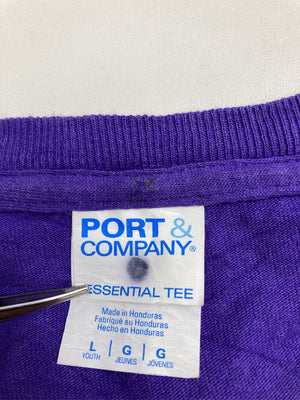 PORT &
COMPANY®
ESSENTIAL TEE
Made in Honduras
Fabriqué au Honduras
Hecho en Honduras
L | G | G
YOUTH JEUNES JÓVENES